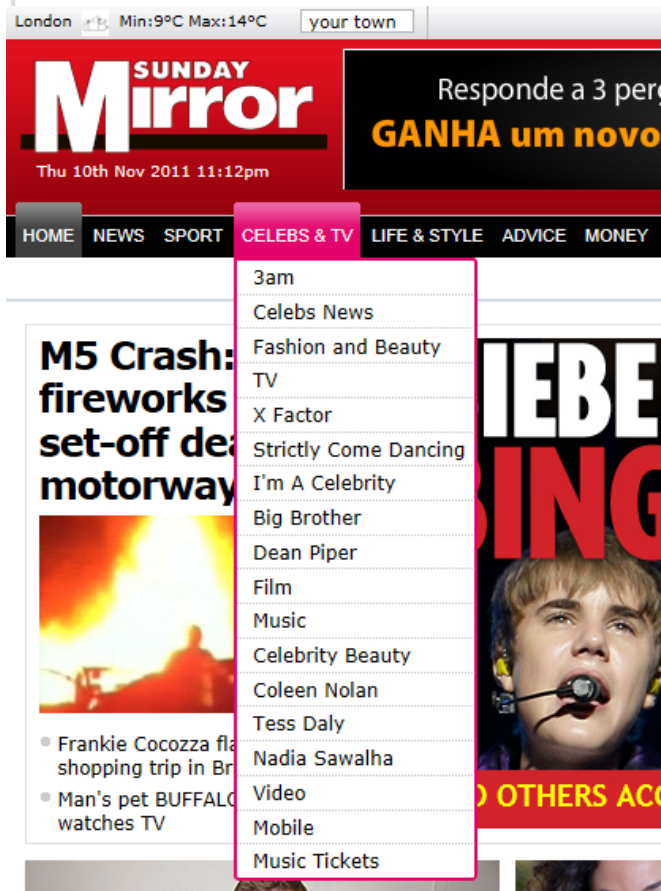 London Min:9°C Max:14°C your town
SUNDAY
Mirror
Thu 10th Nov 2011 11:12pm
Responde a 3
GANHA um novo
HOME NEWS SPORT CELEBS & TV LIFE & STYLE ADVICE MONEY
3am
Celebs News
Fashion and Beauty
TV
X Factor
Strictly Come Dancing
I'm A Celebrity
Big Brother
Dean Piper
Film
Music
Celebrity Beauty
Coleen Nolan
Tess Daly
Nadia Sawalha
Video
Mobile
Music Tickets
M5 Crash:
fireworks
set-off
motorway
Frankie Cocozza
shopping trip in
Man's pet BUFFALO
watches TV
OTHERS